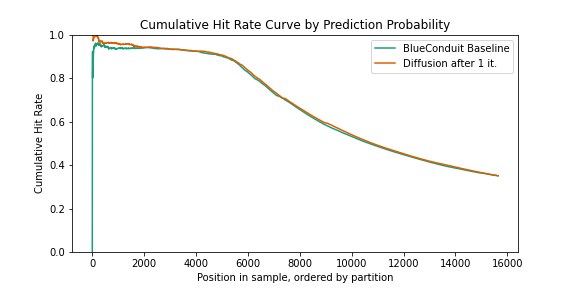 Cumulative Hit Rate Curve by Prediction Probability
BlueConduit Baseline
Diffusion after 1 it.
Cumulative Hit Rate
1.0
0.8
0.6
0.4
0.2
0.0
0 2000 4000 6000 8000 10000 12000 14000 16000
Position in sample, ordered by partition